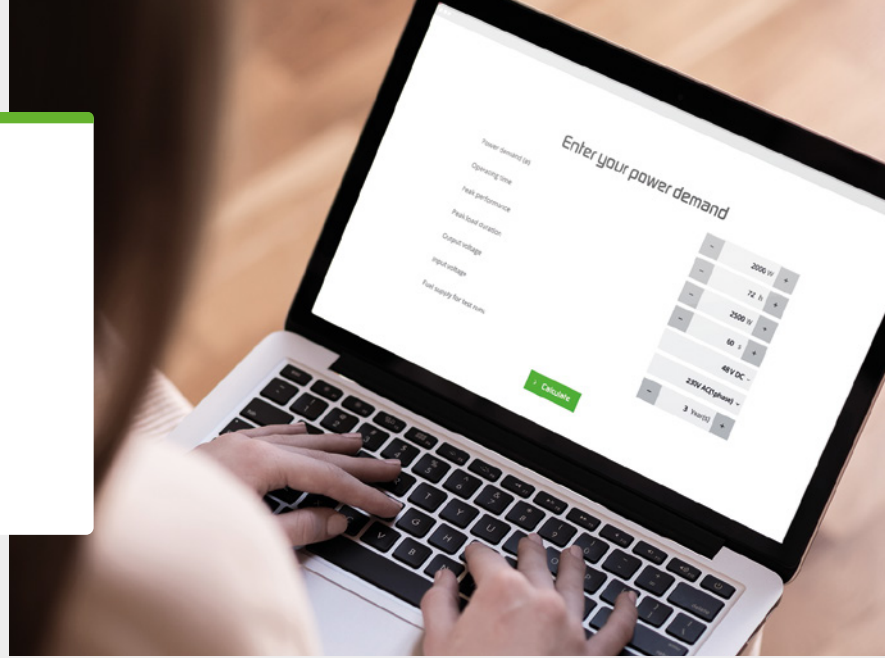 Enter your power demand
Power demand (ø)
2000 W
Operating time
72 h
Peak performance
2500 W
Peak load duration
60 s
Output voltage
48V DC
Input voltage
230V AC(1phase)
Fuel supply for test runs
3 Year(s)
Calculate